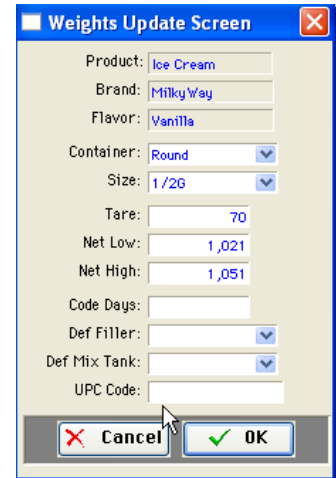 Weights Update Screen
Product: Ice Cream
Brand: MilkyWay
Flavor: Vanilla
Container: Round
Size: 1/2G
Tare: 70
Net Low: 1,021
Net High: 1,051
Code Days:
Def Filler:
Def Mix Tank:
UPC Code:
Cancel OK